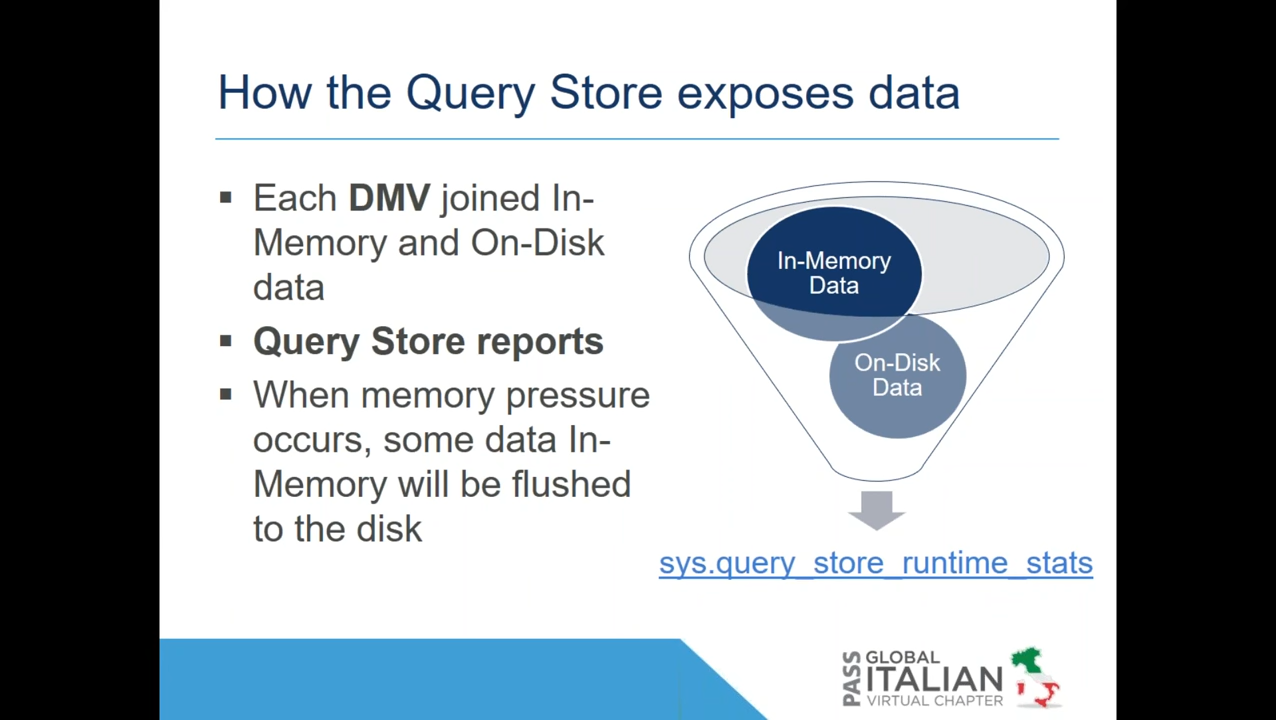 How the Query Store exposes data
▪ Each DMV joined In-
Memory and On-Disk
data
▪ Query Store reports
▪ When memory pressure
occurs, some data In-
Memory will be flushed
to the disk
In-Memory
Data
On-Disk
Data
sys.query_store_runtime_stats
PASS
GLOBAL
ITALIAN
VIRTUAL CHAPTER